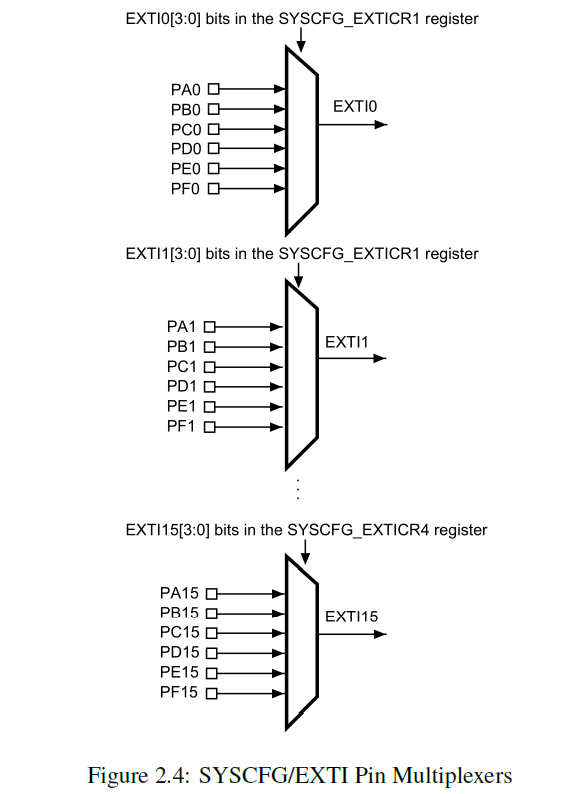 EXTI0[3:0] bits in the SYSCFG_EXTICR1 register
PA0
PB0
PC0
PD0
PE0
PF0
EXTI0
EXTI1[3:0] bits in the SYSCFG_EXTICR1 register
PA1
PB1
PC1
PD1
PE1
PF1
EXTI1
EXTI15[3:0] bits in the SYSCFG_EXTICR4 register
PA15
PB15
PC15
PD15
PE15
PF15
EXTI15
Figure 2.4: SYSCFG/EXTI Pin Multiplexers